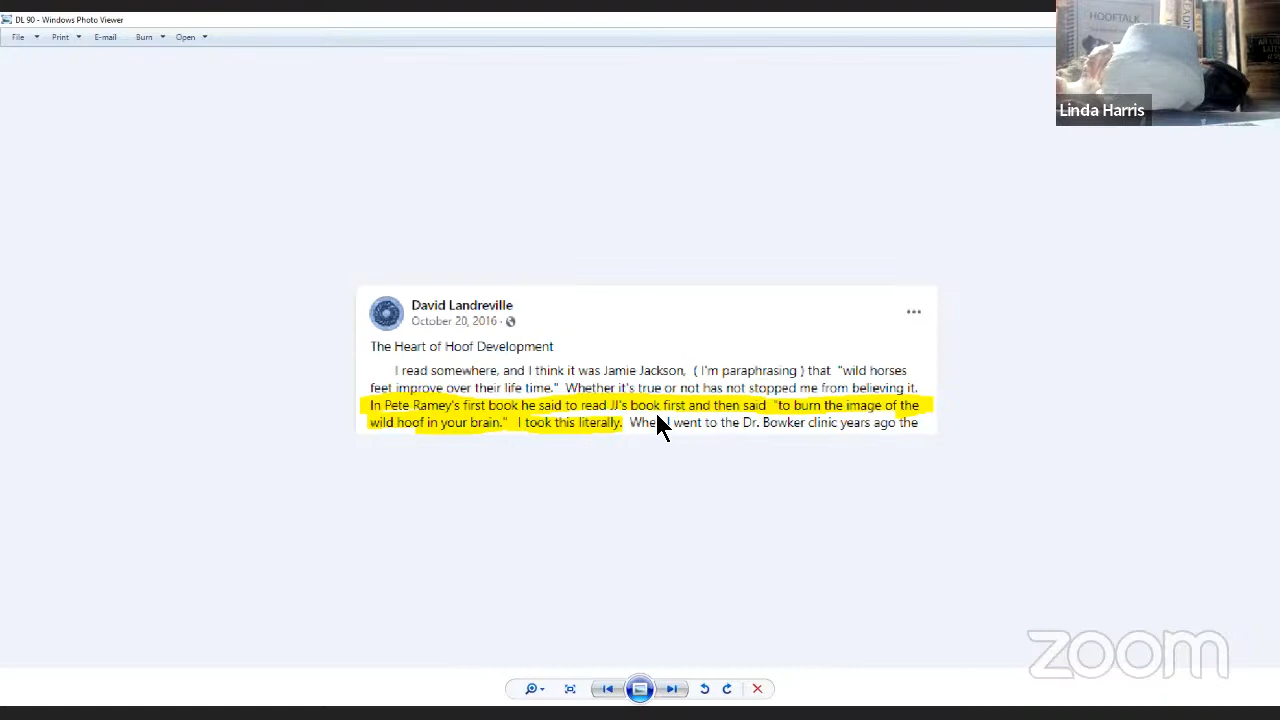 DL 90 - Windows Photo Viewer
File Print E-mail Burn Open
HOOFTALK
Linda Harris
David Landreville
October 20, 2016
The Heart of Hoof Development
I read somewhere, and I think it was Jamie Jackson, ( I'm paraphrasing ) that "wild horses
feet improve over their life time." Whether it's true or not has not stopped me from believing it.
In Pete Ramey's first book he said to read JJ's book first and then said "to burn the image of the
wild hoof in your brain." I took this literally. When I went to the Dr. Bowker clinic years ago the
zoom